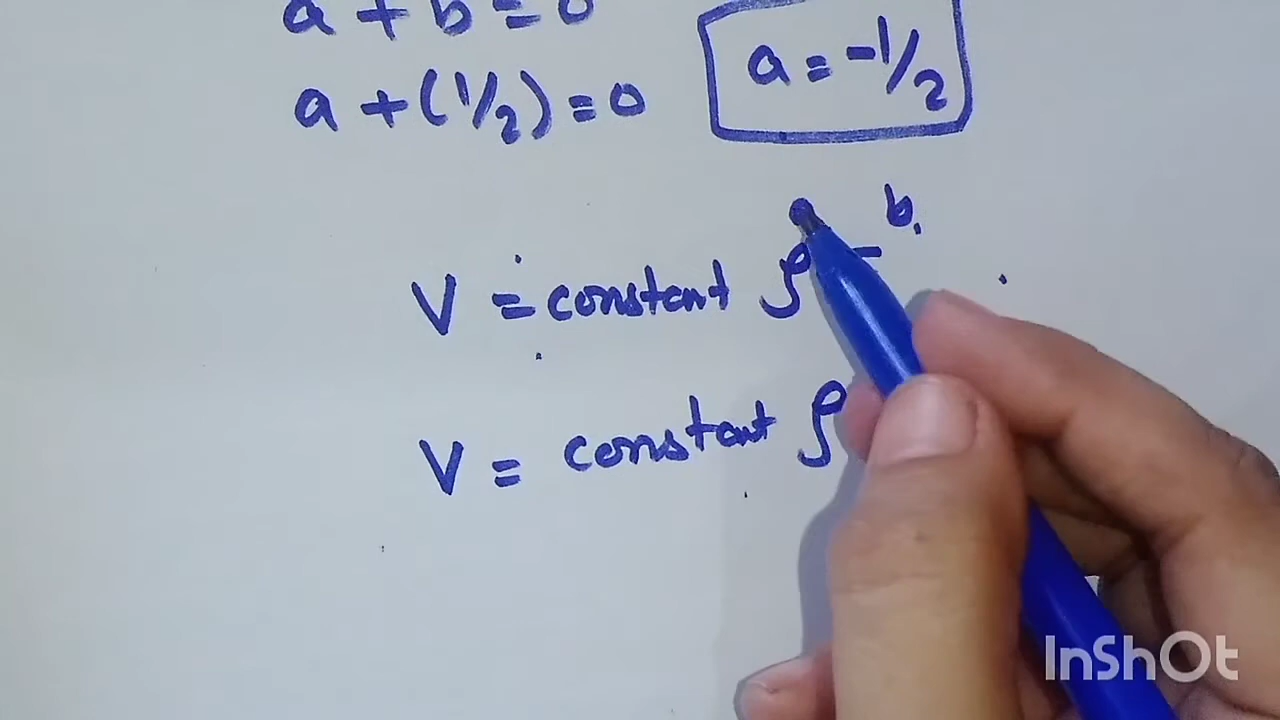 a + b = 0
a + (1/2) = 0
a = -1/2
V = constant ρ b
V = constant ρ
InShOt